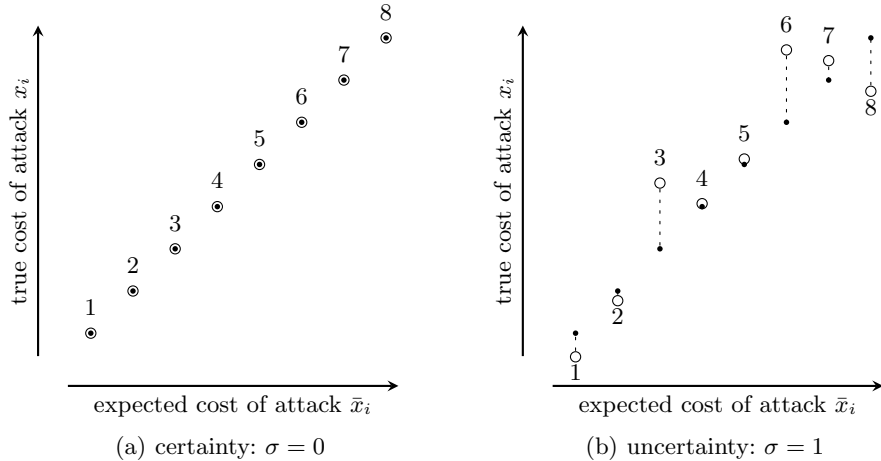 8
7
6
5
4
3
2
1
true cost of attack x_i
expected cost of attack x̄_i
(a) certainty: σ = 0
6
7
8
3
5
4
2
1
true cost of attack x_i
expected cost of attack x̄_i
(b) uncertainty: σ = 1